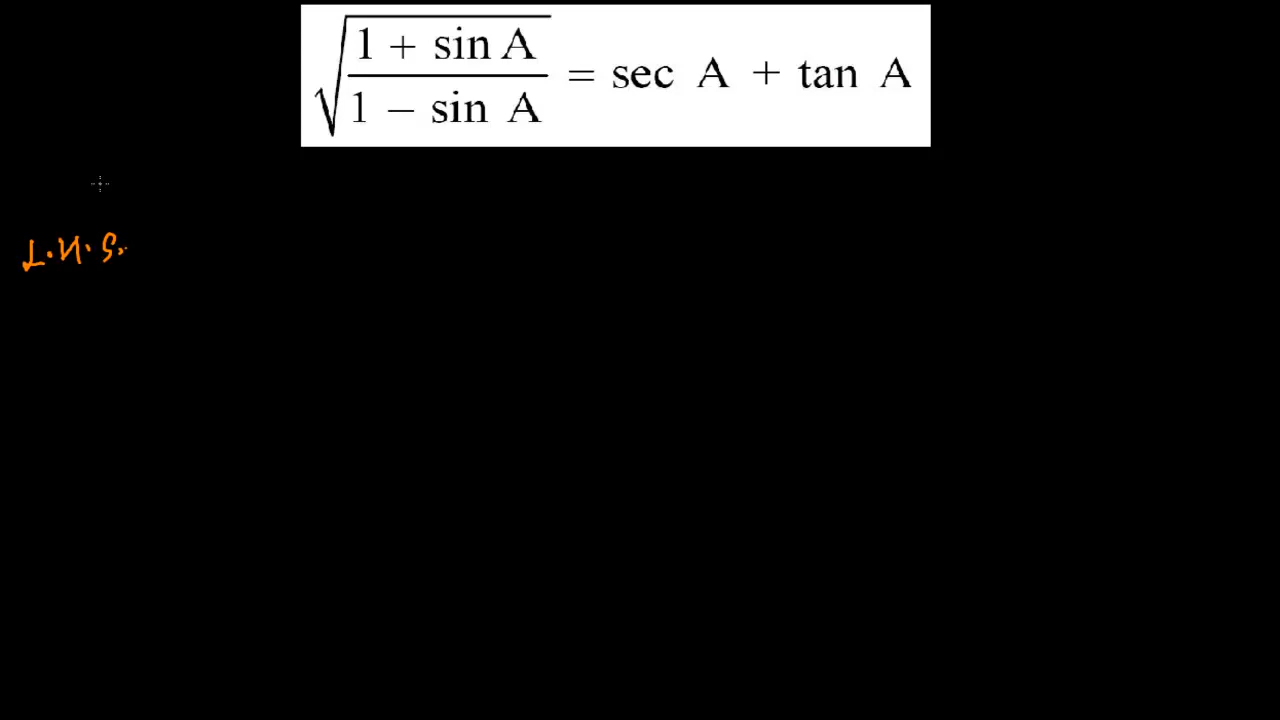 √((1 + sin A)/(1 − sin A)) = sec A + tan A
L.H.S.